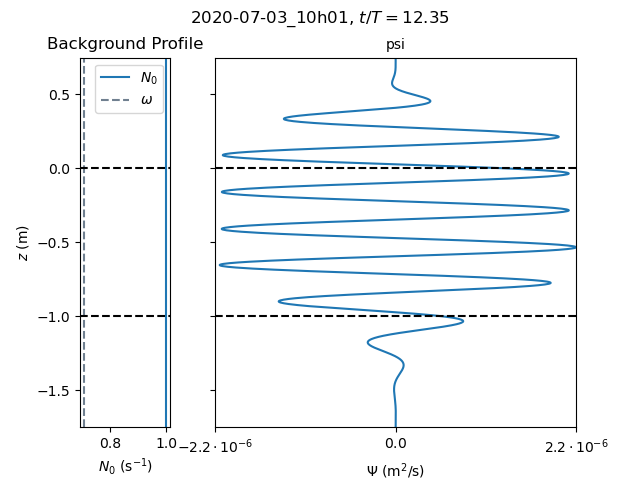 2020-07-03_10h01, t/T = 12.35
Background Profile
psi
N₀
ω
0.5
0.0
−0.5
−1.0
−1.5
z (m)
0.8
1.0
N₀ (s⁻¹)
−2.2 · 10⁻⁶
0.0
2.2 · 10⁻⁶
Ψ (m²/s)